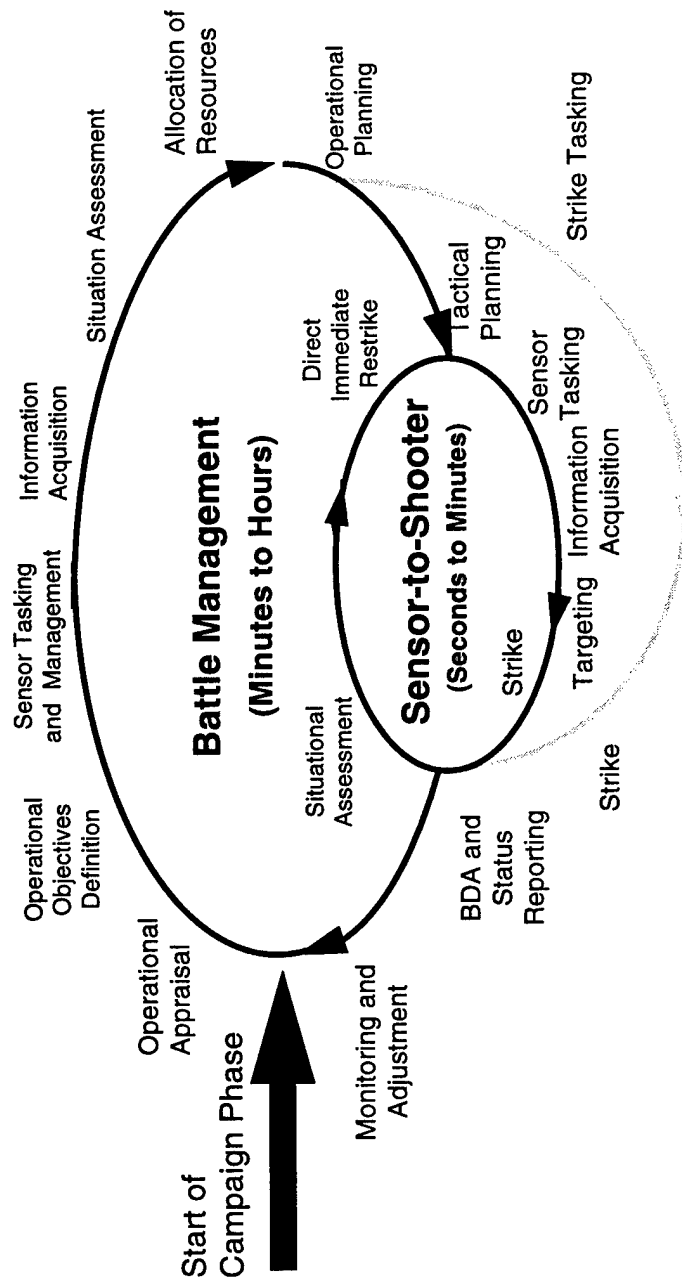 Start of
Campaign Phase
Operational
Appraisal
Operational
Objectives
Definition
Sensor Tasking
and Management
Information
Acquisition
Situation Assessment
Allocation of
Resources
Operational
Planning
Battle Management
(Minutes to Hours)
Tactical
Planning
Sensor
Tasking
Information
Acquisition
Targeting
Strike
Sensor-to-Shooter
(Seconds to Minutes)
Situational
Assessment
Direct
Immediate
Restrike
BDA and
Status
Reporting
Monitoring and
Adjustment
Strike Tasking
Strike